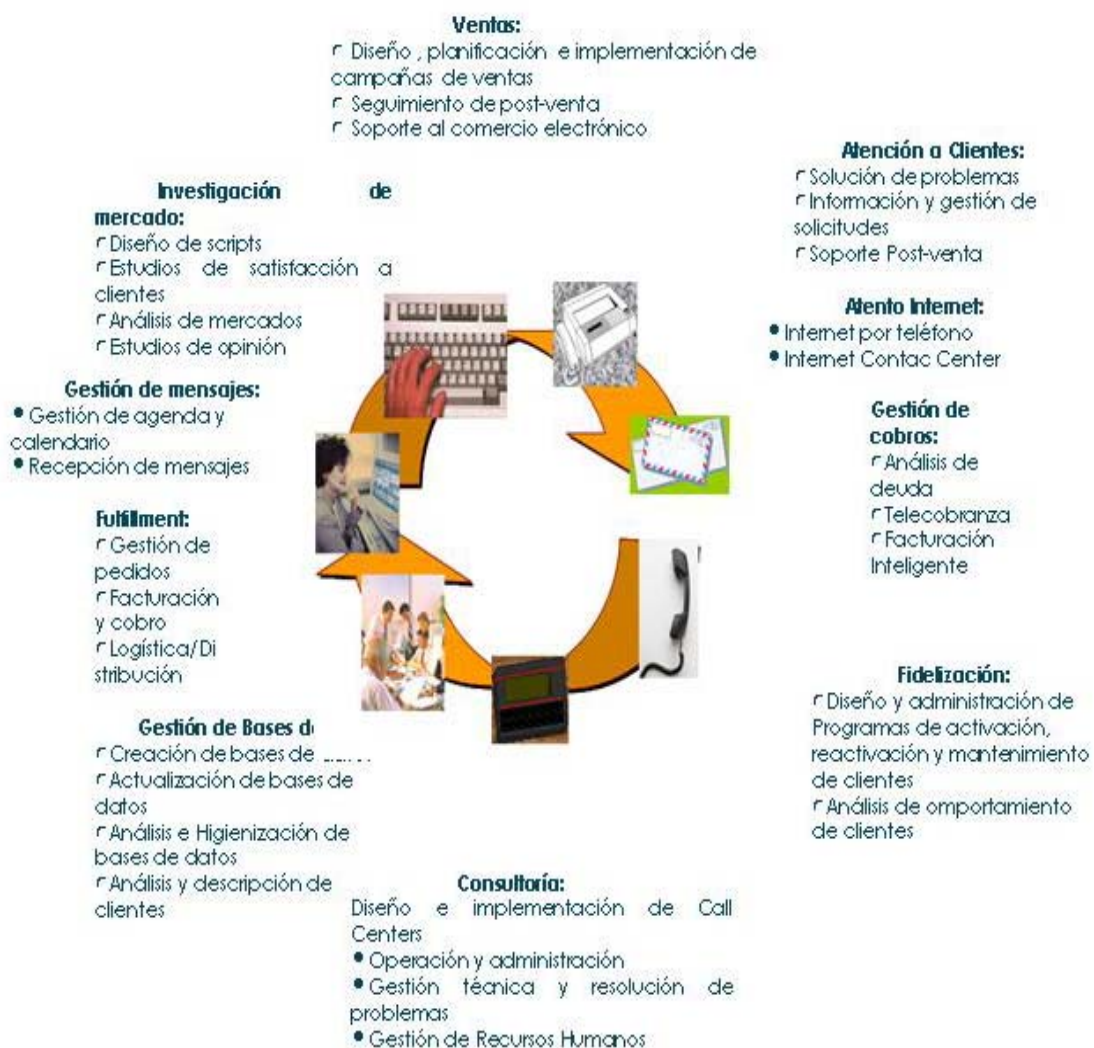 Ventas:
Diseño , planificación e implementación de
campañas de ventas
Seguimiento de post-venta
Soporte al comercio electrónico
Atención a Clientes:
Solución de problemas
Información y gestión de
solicitudes
Soporte Post-venta
Atento Internet:
• Internet por teléfono
• Internet Contac Center
Gestión de
cobros:
Análisis de
deuda
Telecobranza
Facturación
Inteligente
Fidelización:
Diseño y administración de
Programas de activación,
reactivación y mantenimiento
de clientes
Análisis de omportamiento
de clientes
Consultoría:
Diseño e implementación de Call
Centers
• Operación y administración
• Gestión técnica y resolución de
problemas
• Gestión de Recursos Humanos
Gestión de Bases d
Creación de bases de
Actualización de bases de
datos
Análisis e Higienización de
bases de datos
Análisis y descripción de
clientes
Fulfillment:
Gestión de
pedidos
Facturación
y cobro
Logística/Di
stribución
Gestión de mensajes:
• Gestión de agenda y
calendario
• Recepción de mensajes
Investigación de
mercado:
Diseño de scripts
Estudios de satisfacción a
clientes
Análisis de mercados
Estudios de opinión